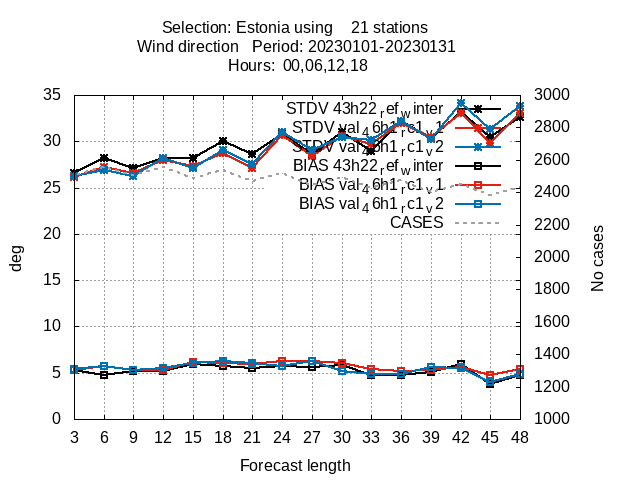 Selection: Estonia using    21 stations
Wind direction   Period: 20230101-20230131
Hours:  00,06,12,18
STDV 43h22_ref_winter
STDV val_46h1_rc1_v1
STDV val_46h1_rc1_v2
BIAS 43h22_ref_winter
BIAS val_46h1_rc1_v1
BIAS val_46h1_rc1_v2
CASES
35
30
25
20
15
10
5
0
deg
3000
2800
2600
2400
2200
2000
1800
1600
1400
1200
1000
No cases
3 6 9 12 15 18 21 24 27 30 33 36 39 42 45 48
Forecast length